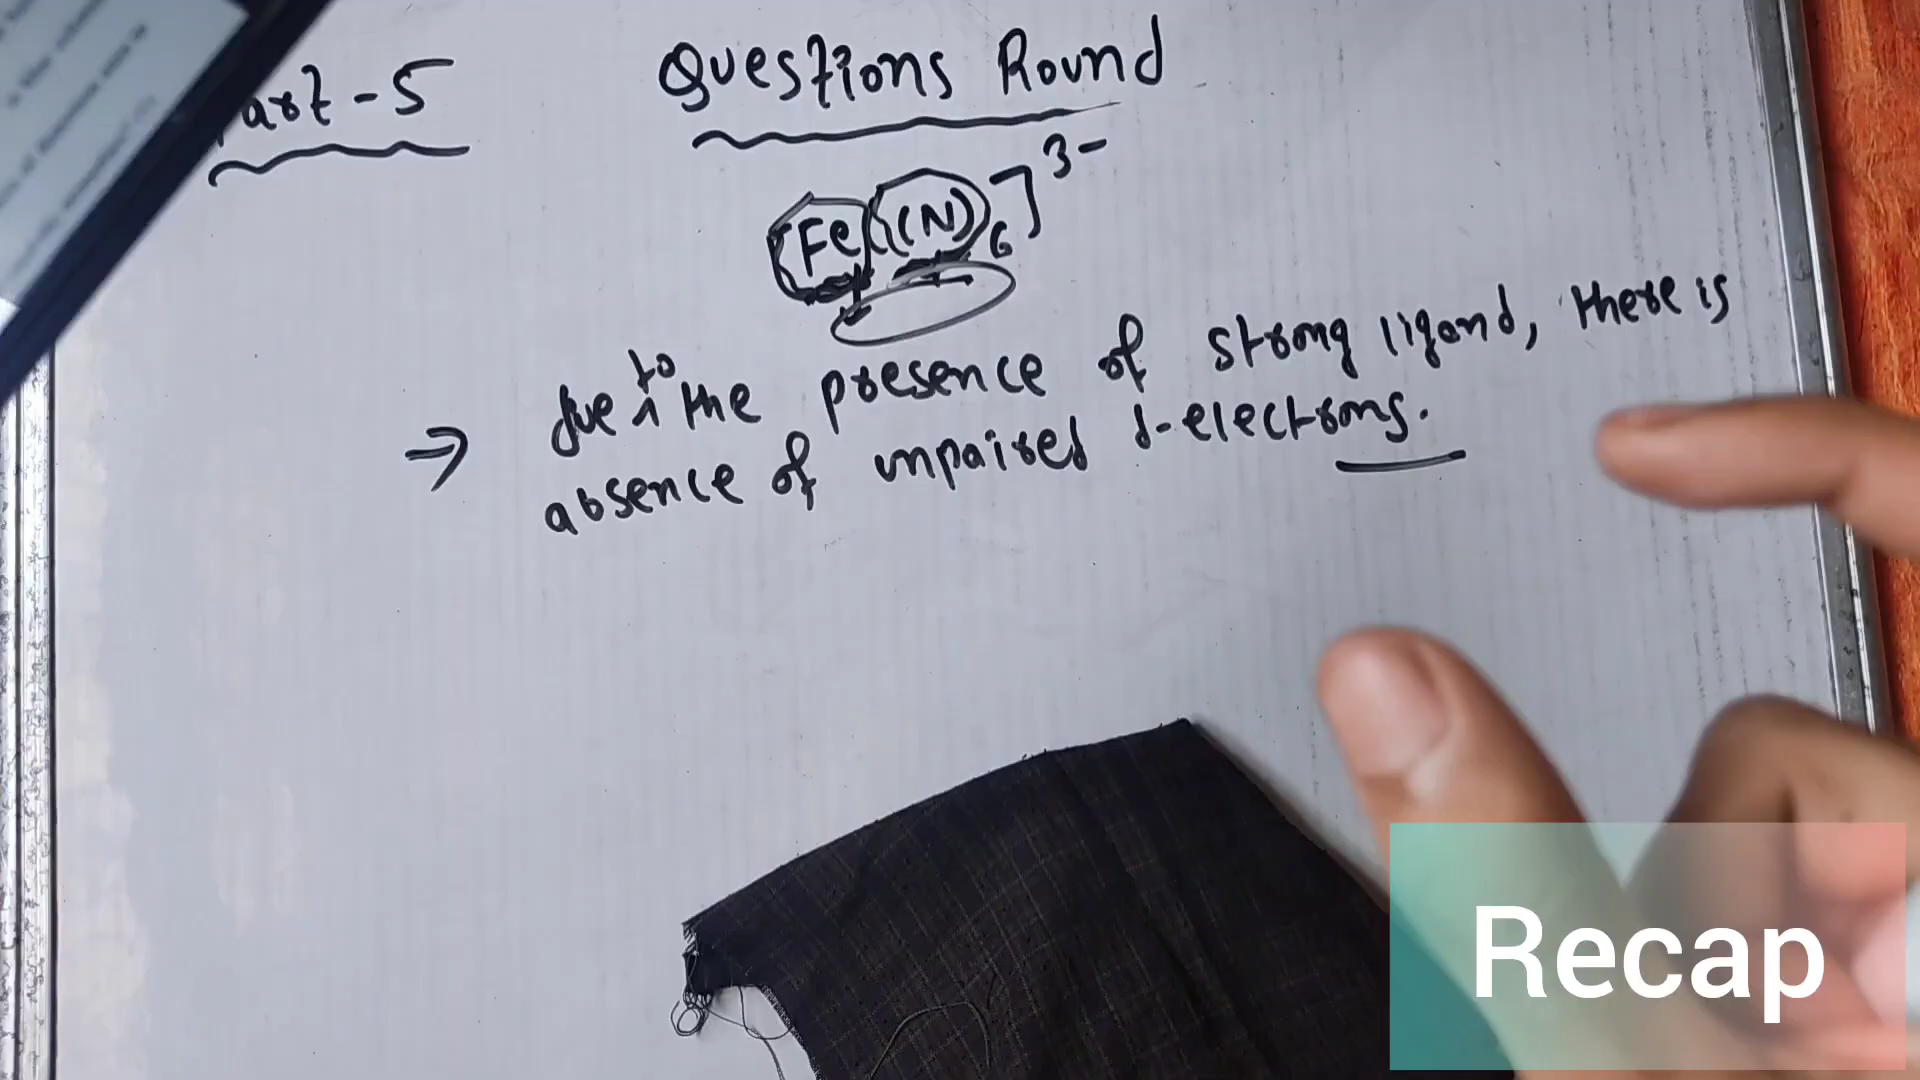 Part-5
Questions Round
[Fe(CN)6]3-
⇒ due to the presence of strong ligand, there is
absence of unpaired d-electrons.
Recap